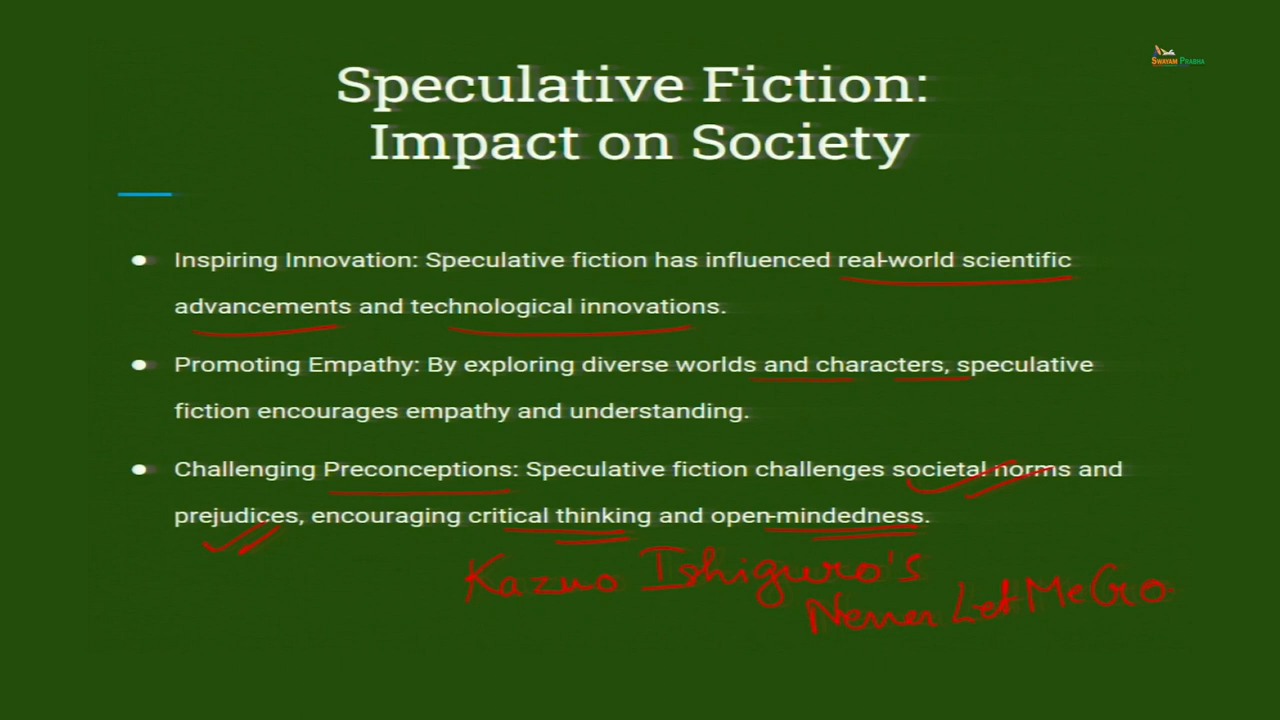 SWAYAM PRABHA
Speculative Fiction:
Impact on Society
● Inspiring Innovation: Speculative fiction has influenced real-world scientific
advancements and technological innovations.
● Promoting Empathy: By exploring diverse worlds and characters, speculative
fiction encourages empathy and understanding.
● Challenging Preconceptions: Speculative fiction challenges societal norms and
prejudices, encouraging critical thinking and open-mindedness.
Kazuo Ishiguro's
Never Let Me Go